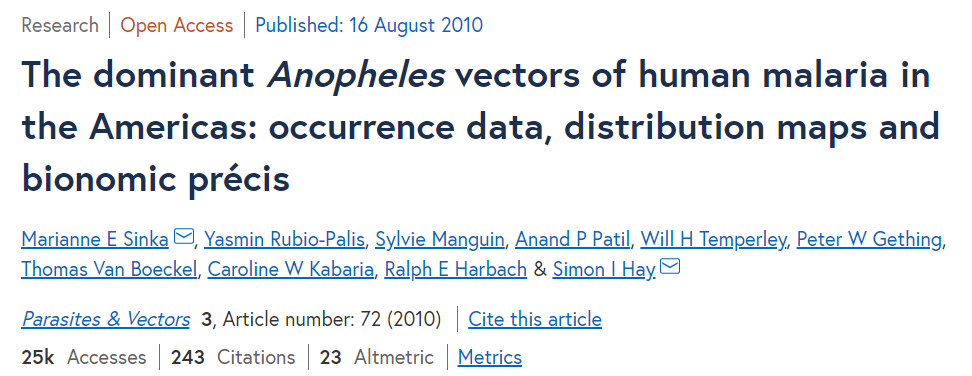 Research | Open Access | Published: 16 August 2010
The dominant Anopheles vectors of human malaria in
the Americas: occurrence data, distribution maps and
bionomic précis
Marianne E Sinka, Yasmin Rubio-Palis, Sylvie Manguin, Anand P Patil, Will H Temperley, Peter W Gething,
Thomas Van Boeckel, Caroline W Kabaria, Ralph E Harbach & Simon I Hay
Parasites & Vectors 3, Article number: 72 (2010) | Cite this article
25k Accesses | 243 Citations | 23 Altmetric | Metrics